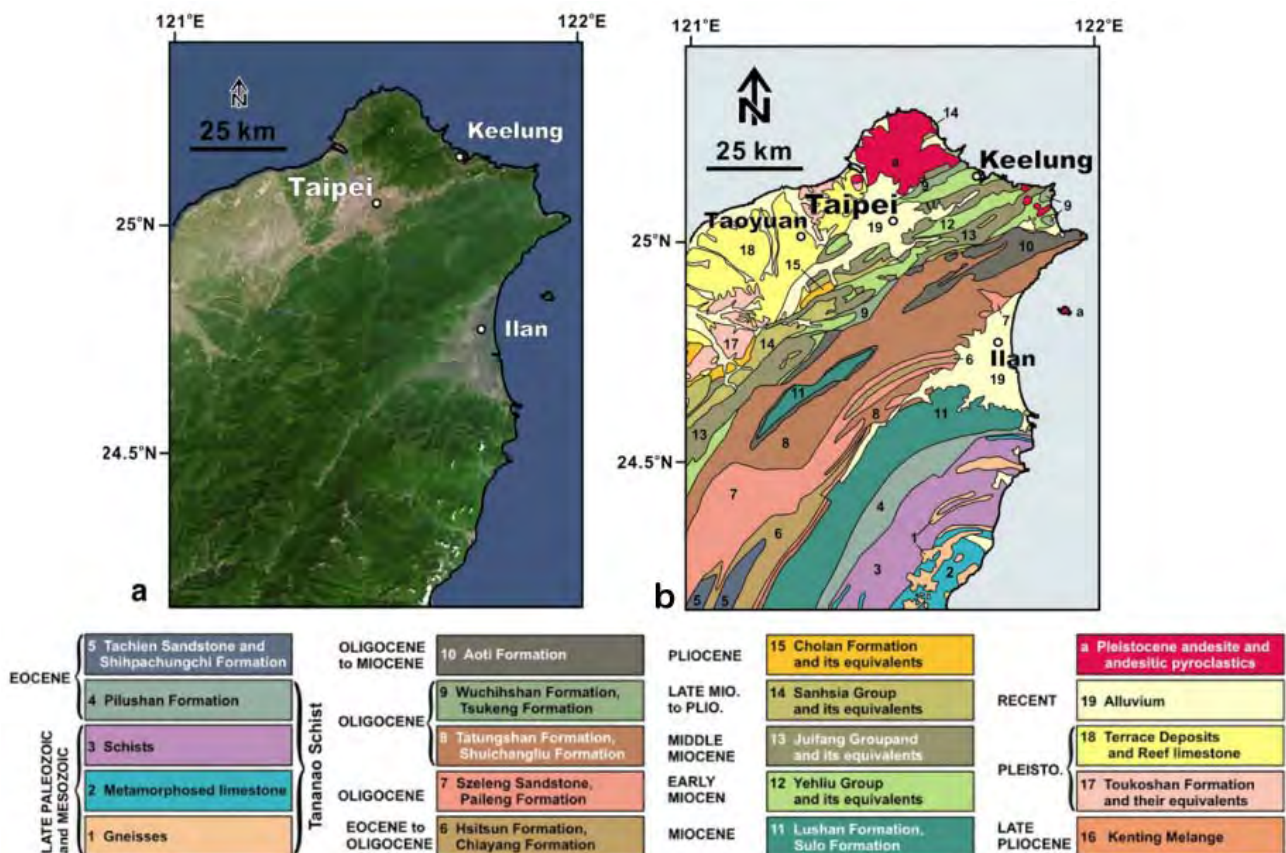 121°E
122°E
N
25 km
Keelung
Taipei
25°N
Ilan
24.5°N
a
121°E
122°E
N
25 km
14
a
Keelung
9
9
Taipei
Taoyuan
12
19
13
18
10
15
7
a
9
17
14
Ilan
6
19
11
11
8
13
8
7
4
6
1
3
2
5
5
b
25°N
24.5°N
EOCENE
5 Tachien Sandstone and
Shihpachungchi Formation
4 Pilushan Formation
LATE PALEOZOIC
and MESOZOIC
3 Schists
2 Metamorphosed limestone
1 Gneisses
Tananao Schist
OLIGOCENE
to MIOCENE
10 Aoti Formation
OLIGOCENE
9 Wuchihshan Formation,
Tsukeng Formation
8 Tatungshan Formation,
Shuichangliu Formation
OLIGOCENE
7 Szeleng Sandstone,
Paileng Formation
EOCENE to
OLIGOCENE
6 Hsitsun Formation,
Chiayang Formation
PLIOCENE
15 Cholan Formation
and its equivalents
LATE MIO.
to PLIO.
14 Sanhsia Group
and its equivalents
MIDDLE
MIOCENE
13 Juifang Groupand
and its equivalents
EARLY
MIOCEN
12 Yehliu Group
and its equivalents
MIOCENE
11 Lushan Formation,
Sulo Formation
a Pleistocene andesite and
andesitic pyroclastics
RECENT
19 Alluvium
PLEISTO.
18 Terrace Deposits
and Reef limestone
17 Toukoshan Formation
and their equivalents
LATE
PLIOCENE
16 Kenting Melange